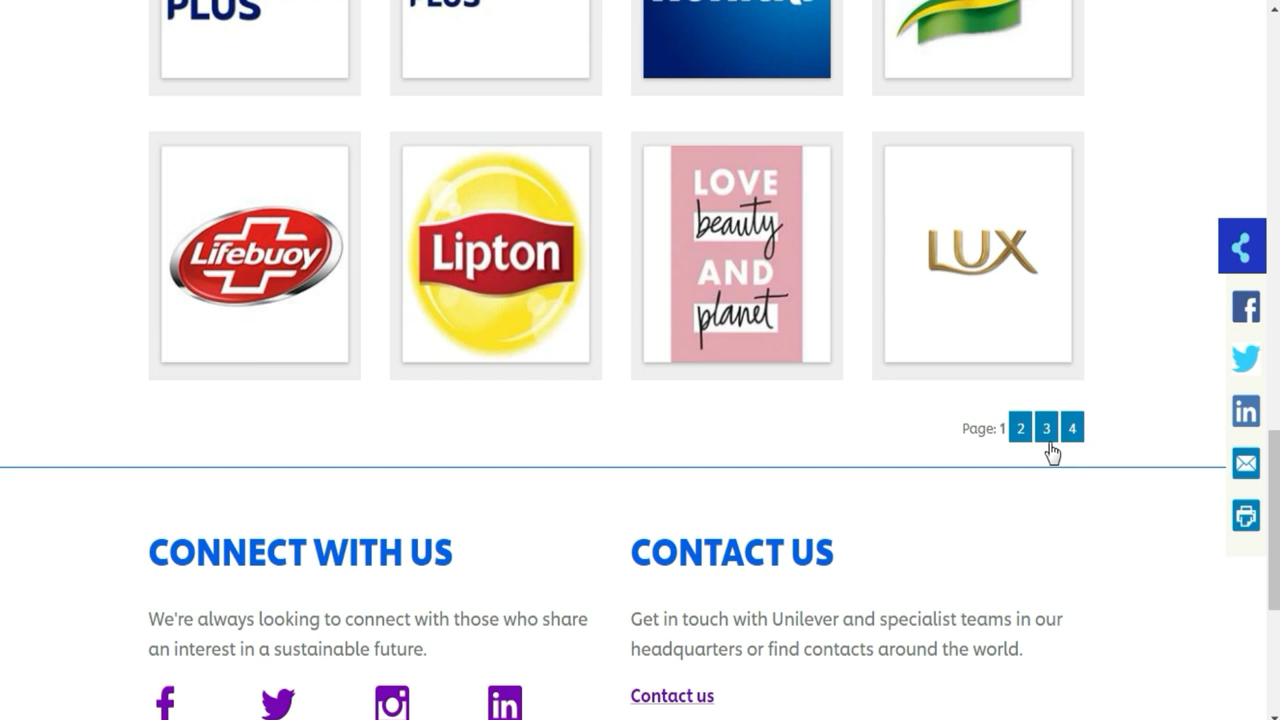 PLUS
PLUS
Lifebuoy
Lipton
LOVE
beauty
AND
planet
LUX
Page: 1 2 3 4
CONNECT WITH US
CONTACT US
We're always looking to connect with those who share
an interest in a sustainable future.
Get in touch with Unilever and specialist teams in our
headquarters or find contacts around the world.
Contact us